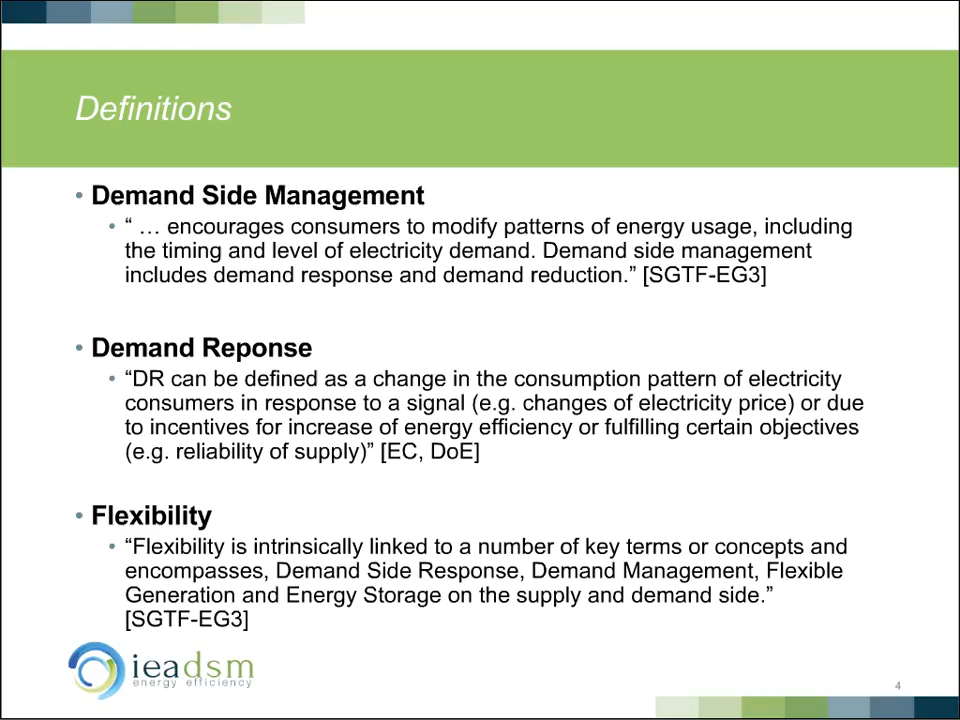 Definitions
• Demand Side Management
• “ … encourages consumers to modify patterns of energy usage, including
the timing and level of electricity demand. Demand side management
includes demand response and demand reduction.” [SGTF-EG3]
• Demand Reponse
• “DR can be defined as a change in the consumption pattern of electricity
consumers in response to a signal (e.g. changes of electricity price) or due
to incentives for increase of energy efficiency or fulfilling certain objectives
(e.g. reliability of supply)” [EC, DoE]
• Flexibility
• “Flexibility is intrinsically linked to a number of key terms or concepts and
encompasses, Demand Side Response, Demand Management, Flexible
Generation and Energy Storage on the supply and demand side.”
[SGTF-EG3]
ieadsm
energy efficiency
4